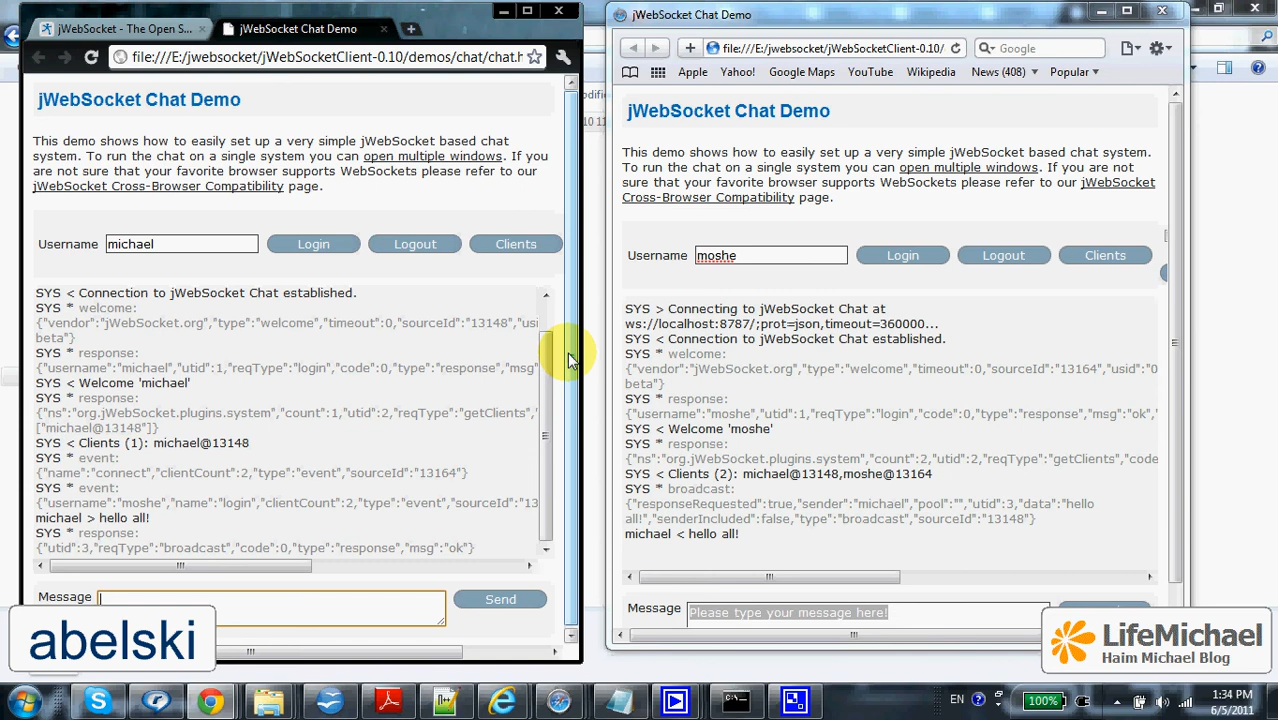 jWebSocket - The Open S...
jWebSocket Chat Demo
file:///E:/jwebsocket/jWebSocketClient-0.10/demos/chat/chat.h
jWebSocket Chat Demo
This demo shows how to easily set up a very simple jWebSocket based chat
system. To run the chat on a single system you can open multiple windows. If you
are not sure that your favorite browser supports WebSockets please refer to our
jWebSocket Cross-Browser Compatibility page.
Username michael Login Logout Clients
SYS < Connection to jWebSocket Chat established.
SYS * welcome:
{"vendor":"jWebSocket.org","type":"welcome","timeout":0,"sourceId":"13148","usi
beta"}
SYS * response:
{"username":"michael","utid":1,"reqType":"login","code":0,"type":"response","msg"
SYS < Welcome 'michael'
SYS * response:
{"ns":"org.jWebSocket.plugins.system","count":1,"utid":2,"reqType":"getClients",
["michael@13148"]}
SYS < Clients (1): michael@13148
SYS * event:
{"name":"connect","clientCount":2,"type":"event","sourceId":"13164"}
SYS * event:
{"username":"moshe","name":"login","clientCount":2,"type":"event","sourceId":"13
michael > hello all!
SYS * response:
{"utid":3,"reqType":"broadcast","code":0,"type":"response","msg":"ok"}
Message Send
abelski
jWebSocket Chat Demo
file:///E:/jwebsocket/jWebSocketClient-0.10/
Google
Apple Yahoo! Google Maps YouTube Wikipedia News (408) Popular
jWebSocket Chat Demo
This demo shows how to easily set up a very simple jWebSocket based chat system.
To run the chat on a single system you can open multiple windows. If you are not
sure that your favorite browser supports WebSockets please refer to our jWebSocket
Cross-Browser Compatibility page.
Username moshe Login Logout Clients
SYS > Connecting to jWebSocket Chat at
ws://localhost:8787/;prot=json,timeout=360000...
SYS < Connection to jWebSocket Chat established.
SYS * welcome:
{"vendor":"jWebSocket.org","type":"welcome","timeout":0,"sourceId":"13164","usid":"0
beta"}
SYS * response:
{"username":"moshe","utid":1,"reqType":"login","code":0,"type":"response","msg":"ok",
SYS < Welcome 'moshe'
SYS * response:
{"ns":"org.jWebSocket.plugins.system","count":2,"utid":2,"reqType":"getClients","code
SYS < Clients (2): michael@13148,moshe@13164
SYS * broadcast:
{"responseRequested":true,"sender":"michael","pool":"","utid":3,"data":"hello
all!","senderIncluded":false,"type":"broadcast","sourceId":"13148"}
michael < hello all!
Message Please type your message here!
LifeMichael
Haim Michael Blog
EN
100%
1:34 PM
6/5/2011